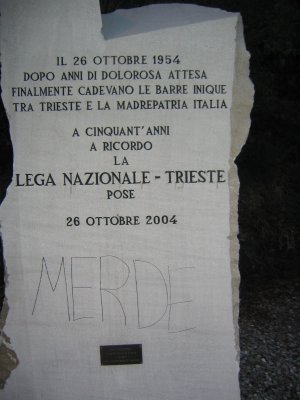 IL 26 OTTOBRE 1954
DOPO ANNI DI DOLOROSA ATTESA
FINALMENTE CADEVANO LE BARRE INIQUE
TRA TRIESTE E LA MADREPATRIA ITALIA
A CINQUANT'ANNI
A RICORDO
LA
LEGA NAZIONALE - TRIESTE
POSE
26 OTTOBRE 2004
MERDE